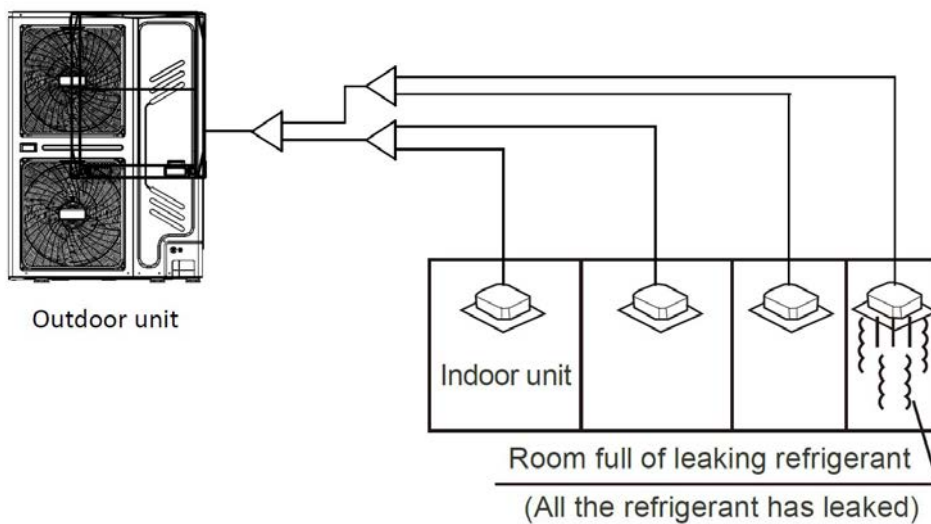 Outdoor unit
Indoor unit
Room full of leaking refrigerant
(All the refrigerant has leaked)